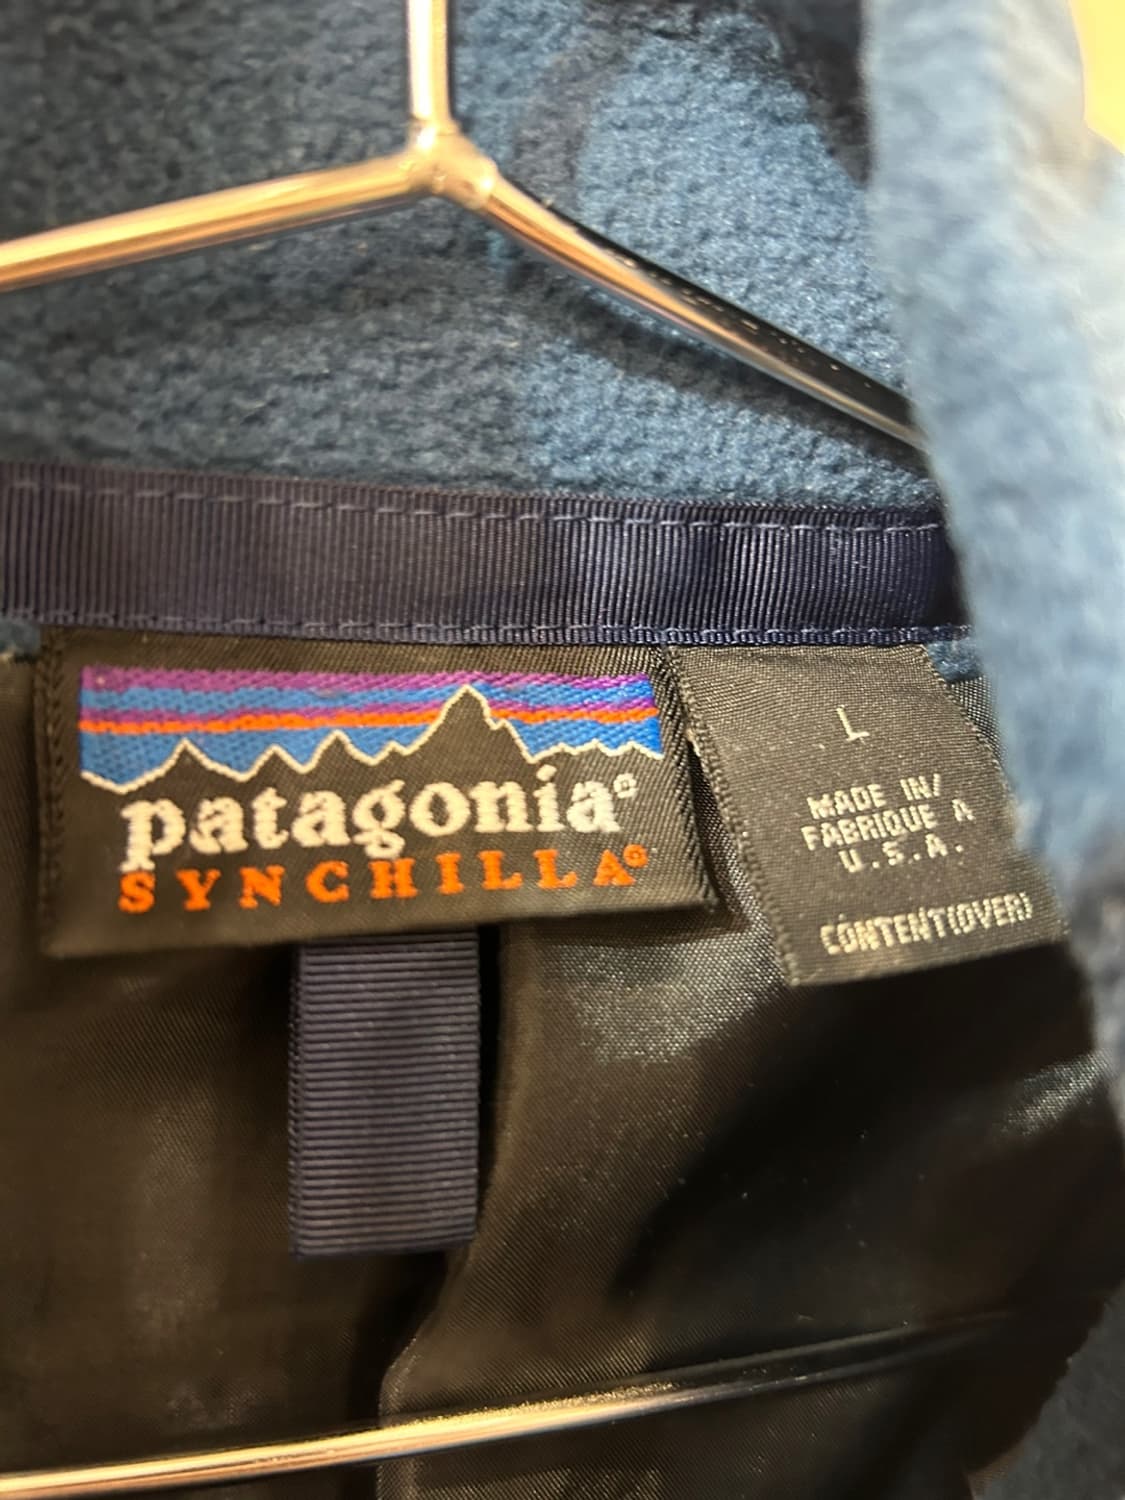 patagonia®
SYNCHILLA®
L
MADE IN/
FABRIQUE A
U.S.A.
CONTENT(OVER)